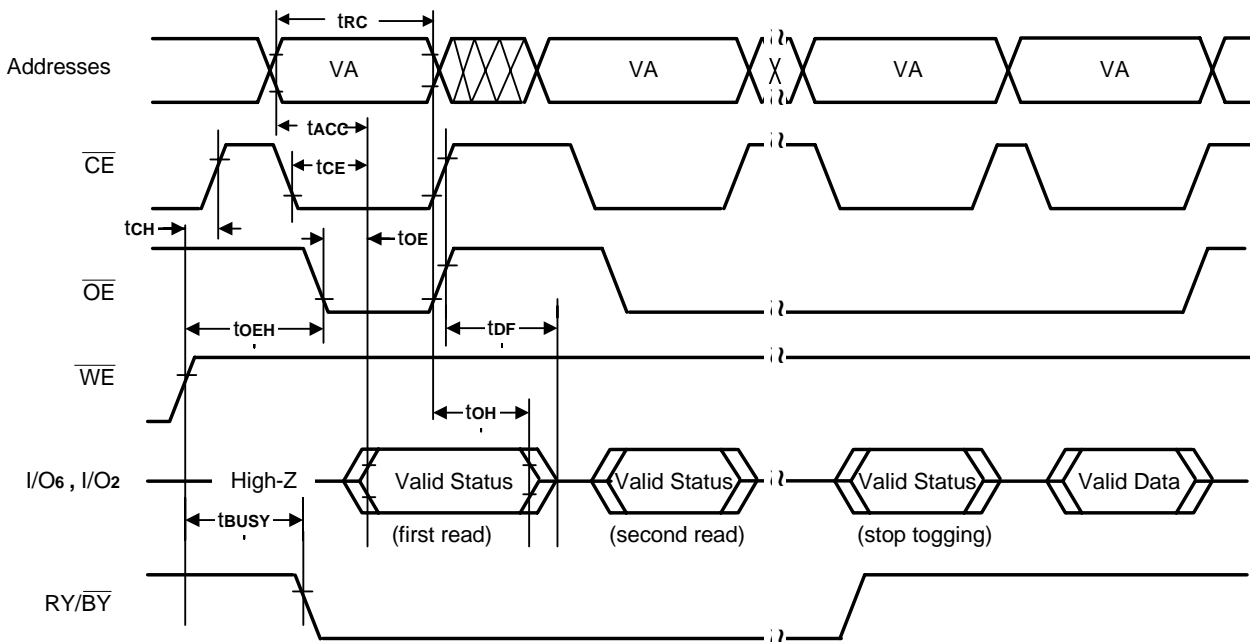 tRC
Addresses VA VA X VA VA
tACC
CE tCE
tCH tOE
OE
tOEH tDF
WE
tOH
I/O6 , I/O2 High-Z Valid Status Valid Status Valid Status Valid Data
tBUSY (first read) (second read) (stop togging)
RY/BY